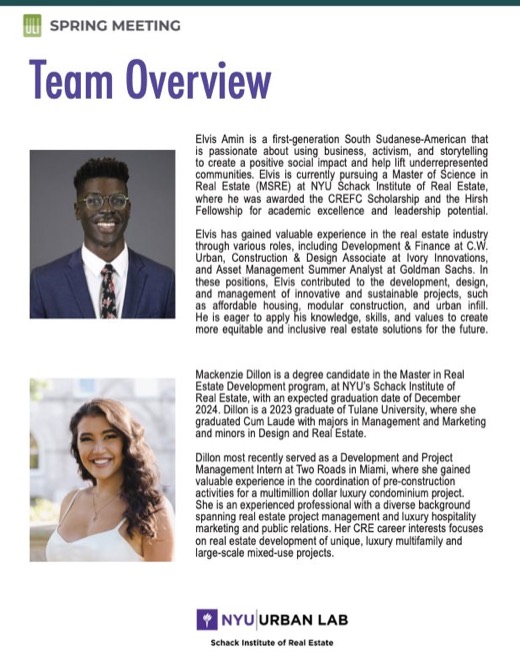 ULI SPRING MEETING
Team Overview
Elvis Amin is a first-generation South Sudanese-American that
is passionate about using business, activism, and storytelling
to create a positive social impact and help lift underrepresented
communities. Elvis is currently pursuing a Master of Science in
Real Estate (MSRE) at NYU Schack Institute of Real Estate,
where he was awarded the CREFC Scholarship and the Hirsh
Fellowship for academic excellence and leadership potential.
Elvis has gained valuable experience in the real estate industry
through various roles, including Development & Finance at C.W.
Urban, Construction & Design Associate at Ivory Innovations,
and Asset Management Summer Analyst at Goldman Sachs. In
these positions, Elvis contributed to the development, design,
and management of innovative and sustainable projects, such
as affordable housing, modular construction, and urban infill.
He is eager to apply his knowledge, skills, and values to create
more equitable and inclusive real estate solutions for the future.
Mackenzie Dillon is a degree candidate in the Master in Real
Estate Development program, at NYU's Schack Institute of
Real Estate, with an expected graduation date of December
2024. Dillon is a 2023 graduate of Tulane University, where she
graduated Cum Laude with majors in Management and Marketing
and minors in Design and Real Estate.
Dillon most recently served as a Development and Project
Management Intern at Two Roads in Miami, where she gained
valuable experience in the coordination of pre-construction
activities for a multimillion dollar luxury condominium project.
She is an experienced professional with a diverse background
spanning real estate project management and luxury hospitality
marketing and public relations. Her CRE career interests focuses
on real estate development of unique, luxury multifamily and
large-scale mixed-use projects.
NYU URBAN LAB
Schack Institute of Real Estate